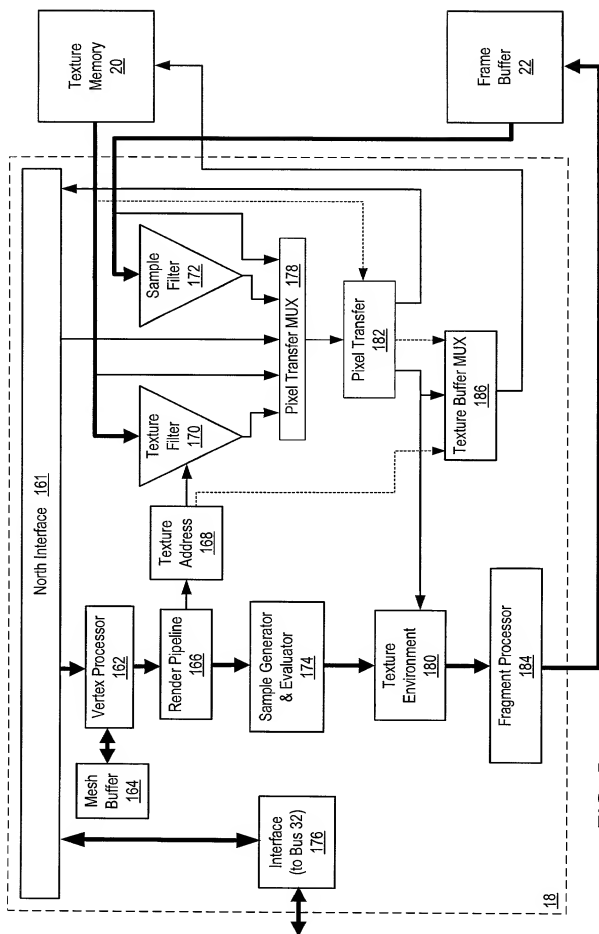 North Interface 161
Texture
Memory
20
Frame
Buffer
22
Mesh
Buffer
164
Vertex Processor
162
Render Pipeline
166
Texture
Address
168
Texture
Filter
170
Sample
Filter
172
Pixel Transfer MUX 178
Sample Generator
& Evaluator
174
Pixel Transfer
182
Interface
(to Bus 32)
176
Texture
Environment
180
Texture Buffer MUX
186
Fragment Processor
184
18